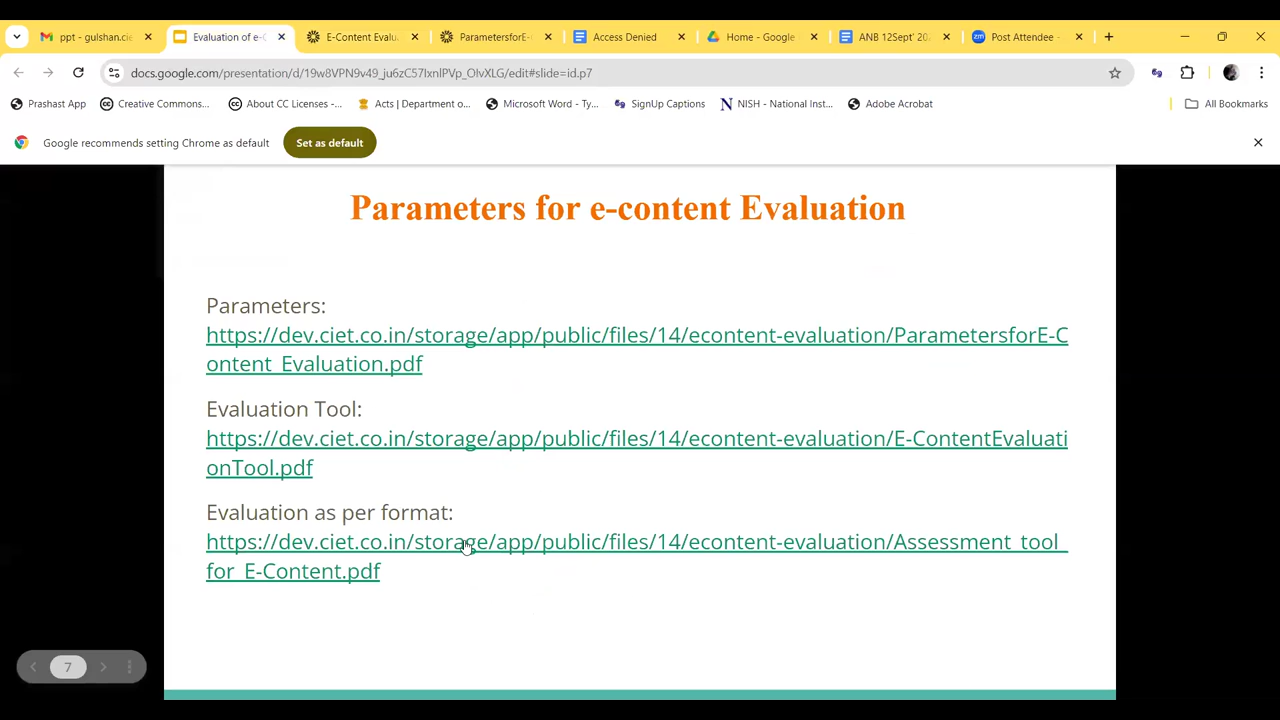 ppt - gulshan.cie
Evaluation of e-C
E-Content Evalu
ParametersforE-
Access Denied
Home - Google
ANB 12Sept' 202
Post Attendee -
docs.google.com/presentation/d/19w8VPN9v49_ju6zC57IxnlPVp_OlvXLG/edit#slide=id.p7
Prashast App
Creative Commons...
About CC Licenses -...
Acts | Department o...
Microsoft Word - Ty...
SignUp Captions
NISH - National Inst...
Adobe Acrobat
All Bookmarks
Google recommends setting Chrome as default
Set as default
Parameters for e-content Evaluation
Parameters:
https://dev.ciet.co.in/storage/app/public/files/14/econtent-evaluation/ParametersforE-C
ontent_Evaluation.pdf
Evaluation Tool:
https://dev.ciet.co.in/storage/app/public/files/14/econtent-evaluation/E-ContentEvaluati
onTool.pdf
Evaluation as per format:
https://dev.ciet.co.in/storage/app/public/files/14/econtent-evaluation/Assessment_tool_
for_E-Content.pdf
7